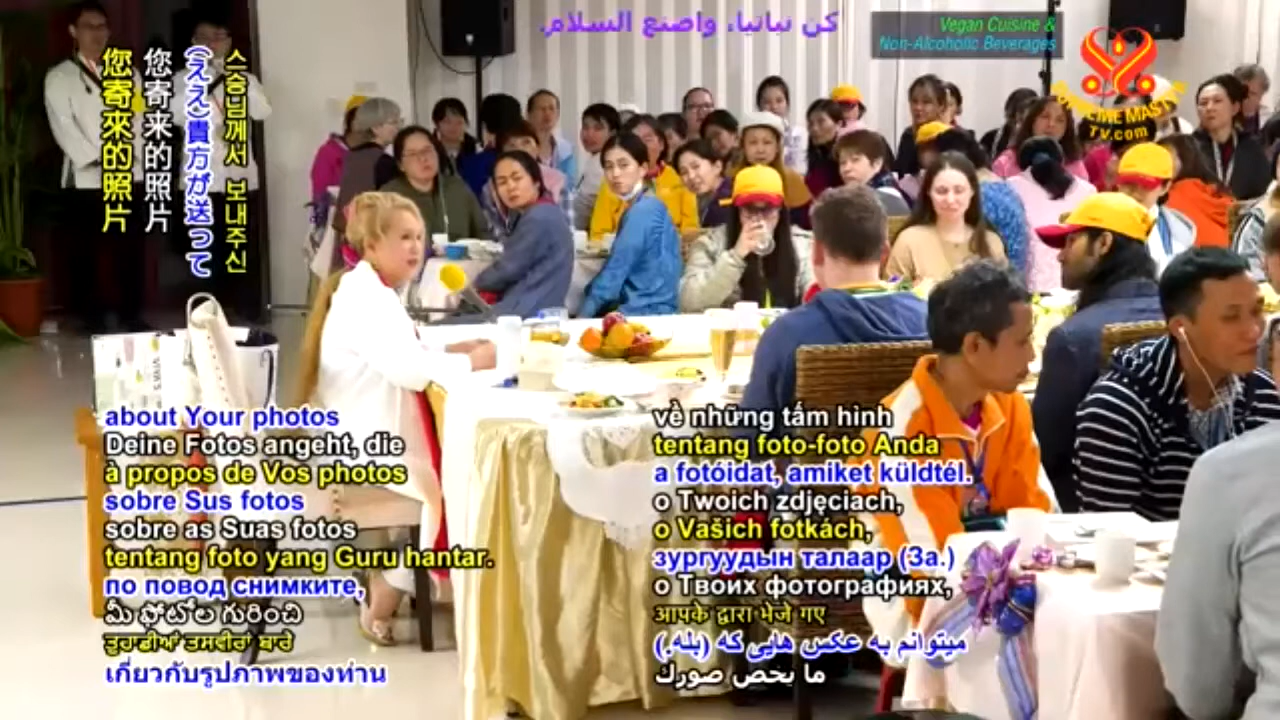 كن نباتيا، واصنع السلام.
Vegan Cuisine &
Non-Alcoholic Beverages
SUPREME MASTER
TV.com
스승님께서 보내주신
(ええ)貴方が送って
您寄来的照片
您寄來的照片
about Your photos
Deine Fotos angeht, die
à propos de Vos photos
sobre Sus fotos
sobre as Suas fotos
tentang foto yang Guru hantar.
по повод снимките,
మీ ఫోటోల గురించి
ਤੁਹਾਡੀਆਂ ਤਸਵੀਰਾਂ ਬਾਰੇ
เกี่ยวกับรูปภาพของท่าน
về những tấm hình
tentang foto-foto Anda
a fotóidat, amiket küldtél.
o Twoich zdjęciach,
o Vašich fotkách,
зургуудын талаар (За.)
о Твоих фотографиях,
आपके द्वारा भेजे गए
میتوانم به عکس هایی که (بله.)
ما يخص صورك